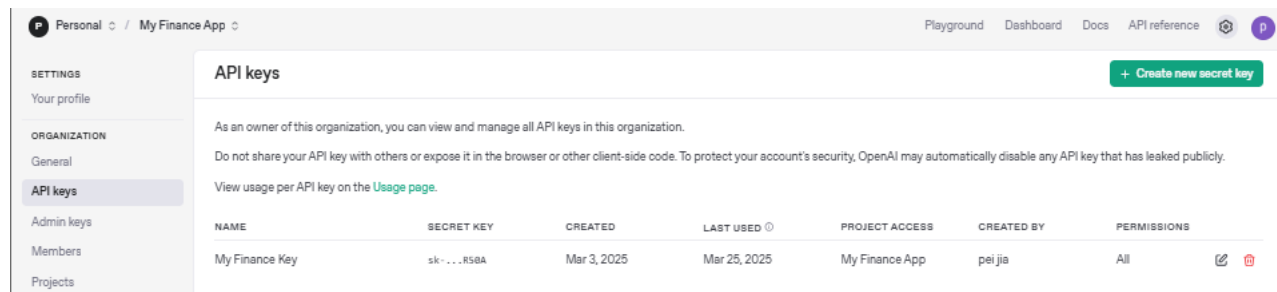 P Personal / My Finance App Playground Dashboard Docs API reference p
SETTINGS
Your profile
ORGANIZATION
General
API keys
Admin keys
Members
Projects
API keys
+ Create new secret key
As an owner of this organization, you can view and manage all API keys in this organization.
Do not share your API key with others or expose it in the browser or other client-side code. To protect your account's security, OpenAI may automatically disable any API key that has leaked publicly.
View usage per API key on the Usage page.
NAME SECRET KEY CREATED LAST USED PROJECT ACCESS CREATED BY PERMISSIONS
My Finance Key sk-...R50A Mar 3, 2025 Mar 25, 2025 My Finance App pei jia All